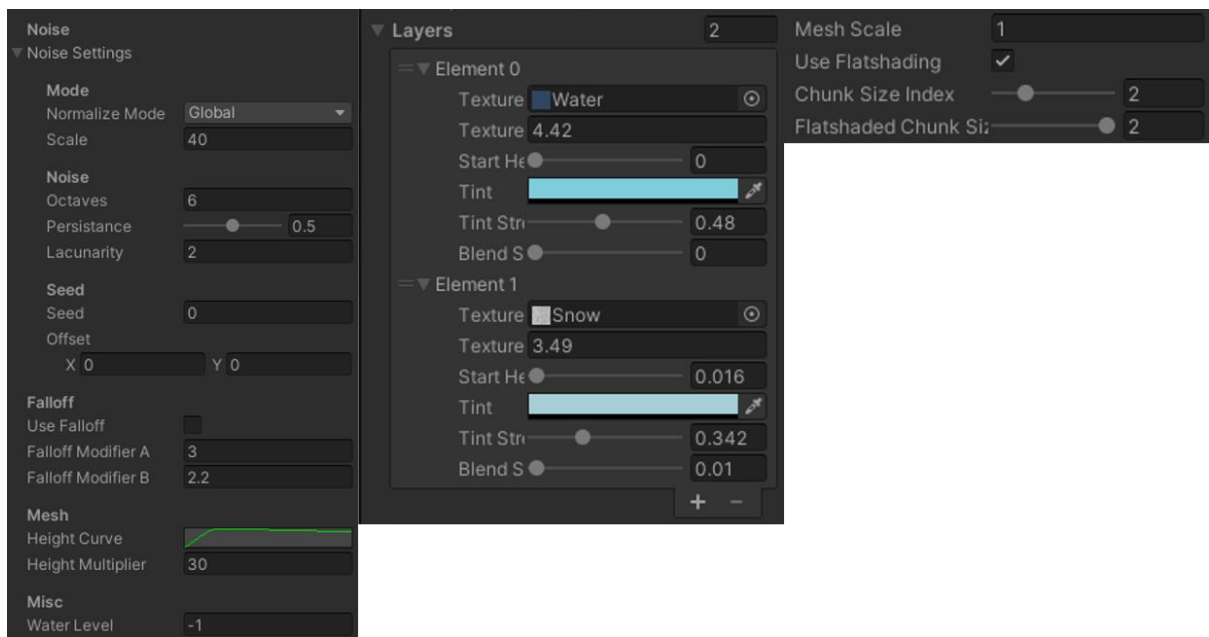 Noise
Noise Settings
Mode
Normalize Mode Global
Scale 40
Noise
Octaves 6
Persistance 0.5
Lacunarity 2
Seed
Seed 0
Offset
X 0 Y 0
Falloff
Use Falloff
Falloff Modifier A 3
Falloff Modifier B 2.2
Mesh
Height Curve
Height Multiplier 30
Misc
Water Level -1
Layers 2
Element 0
Texture Water
Texture 4.42
Start He 0
Tint
Tint Stre 0.48
Blend S 0
Element 1
Texture Snow
Texture 3.49
Start He 0.016
Tint
Tint Stre 0.342
Blend S 0.01
Mesh Scale 1
Use Flatshading
Chunk Size Index 2
Flatshaded Chunk Siz 2